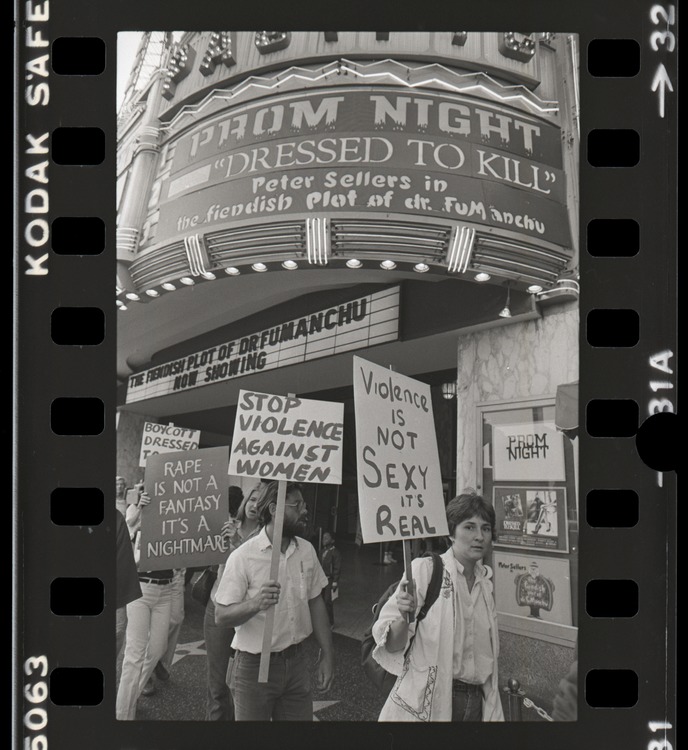 KODAK SAFE
5063
32
31A
31
PACIFIC
PROM NIGHT
"DRESSED TO KILL"
Peter Sellers in
the fiendish Plot of dr. FuManchu
THE FIENDISH PLOT OF DR FUMANCHU
NOW SHOWING
BOYCOTT
DRESSED
TO
RAPE
IS NOT A
FANTASY
IT'S A
NIGHTMARE
STOP
VIOLENCE
AGAINST
WOMEN
Violence
IS
NOT
SEXY
IT'S
REAL
PROM
NIGHT
Peter Sellers